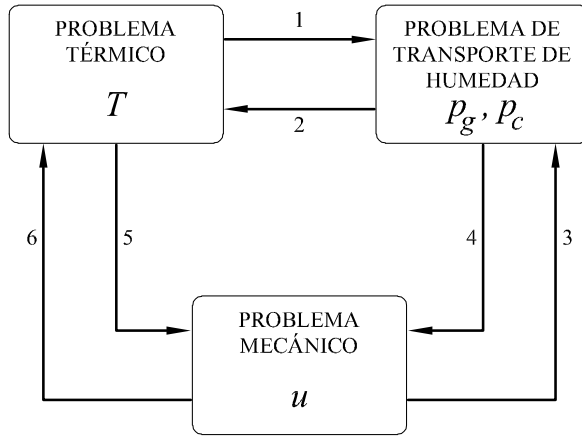 PROBLEMA
TÉRMICO
T
1
2
PROBLEMA DE
TRANSPORTE DE
HUMEDAD
p_g , p_c
6
5
4
3
PROBLEMA
MECÁNICO
u